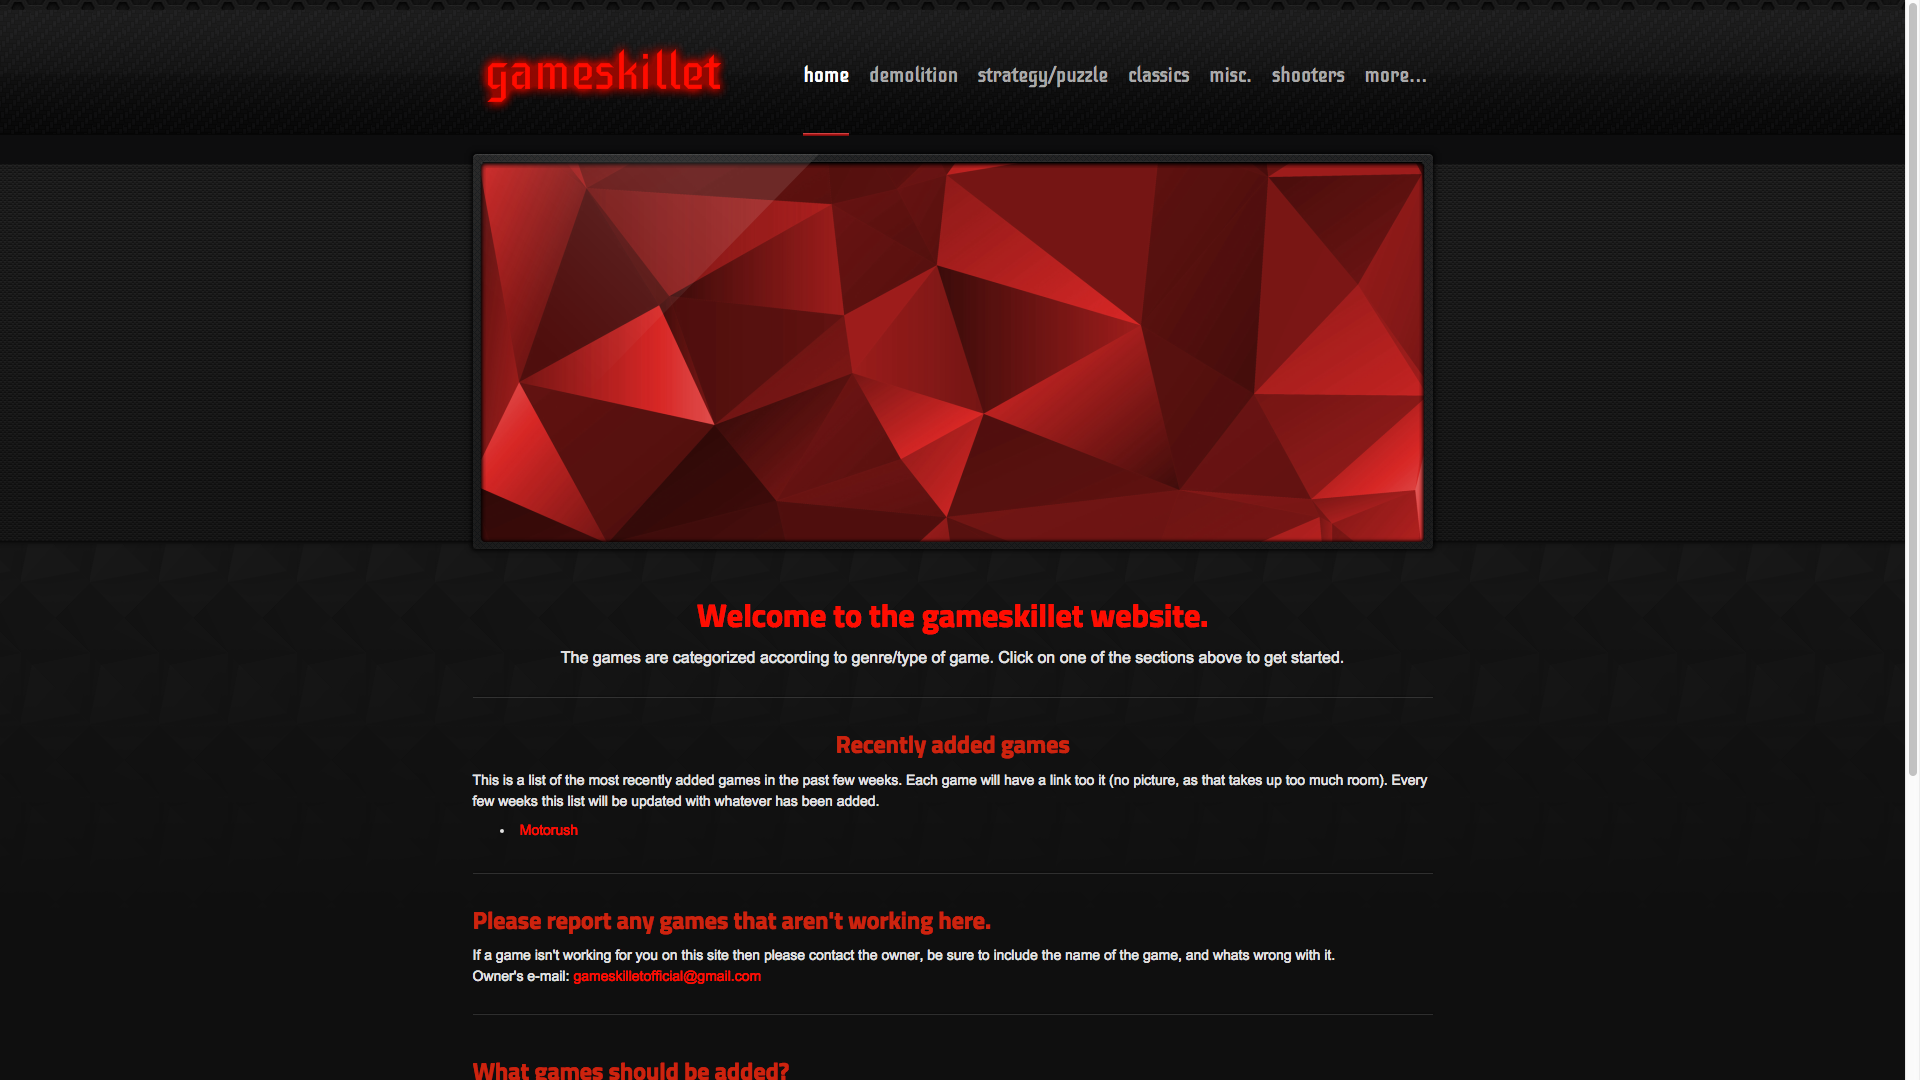 gameskillet
home demolition strategy/puzzle classics misc. shooters more...
Welcome to the gameskillet website.
The games are categorized according to genre/type of game. Click on one of the sections above to get started.
Recently added games
This is a list of the most recently added games in the past few weeks. Each game will have a link too it (no picture, as that takes up too much room). Every
few weeks this list will be updated with whatever has been added.
• Motorush
Please report any games that aren't working here.
If a game isn't working for you on this site then please contact the owner, be sure to include the name of the game, and whats wrong with it.
Owner's e-mail: gameskilletofficial@gmail.com
What games should be added?